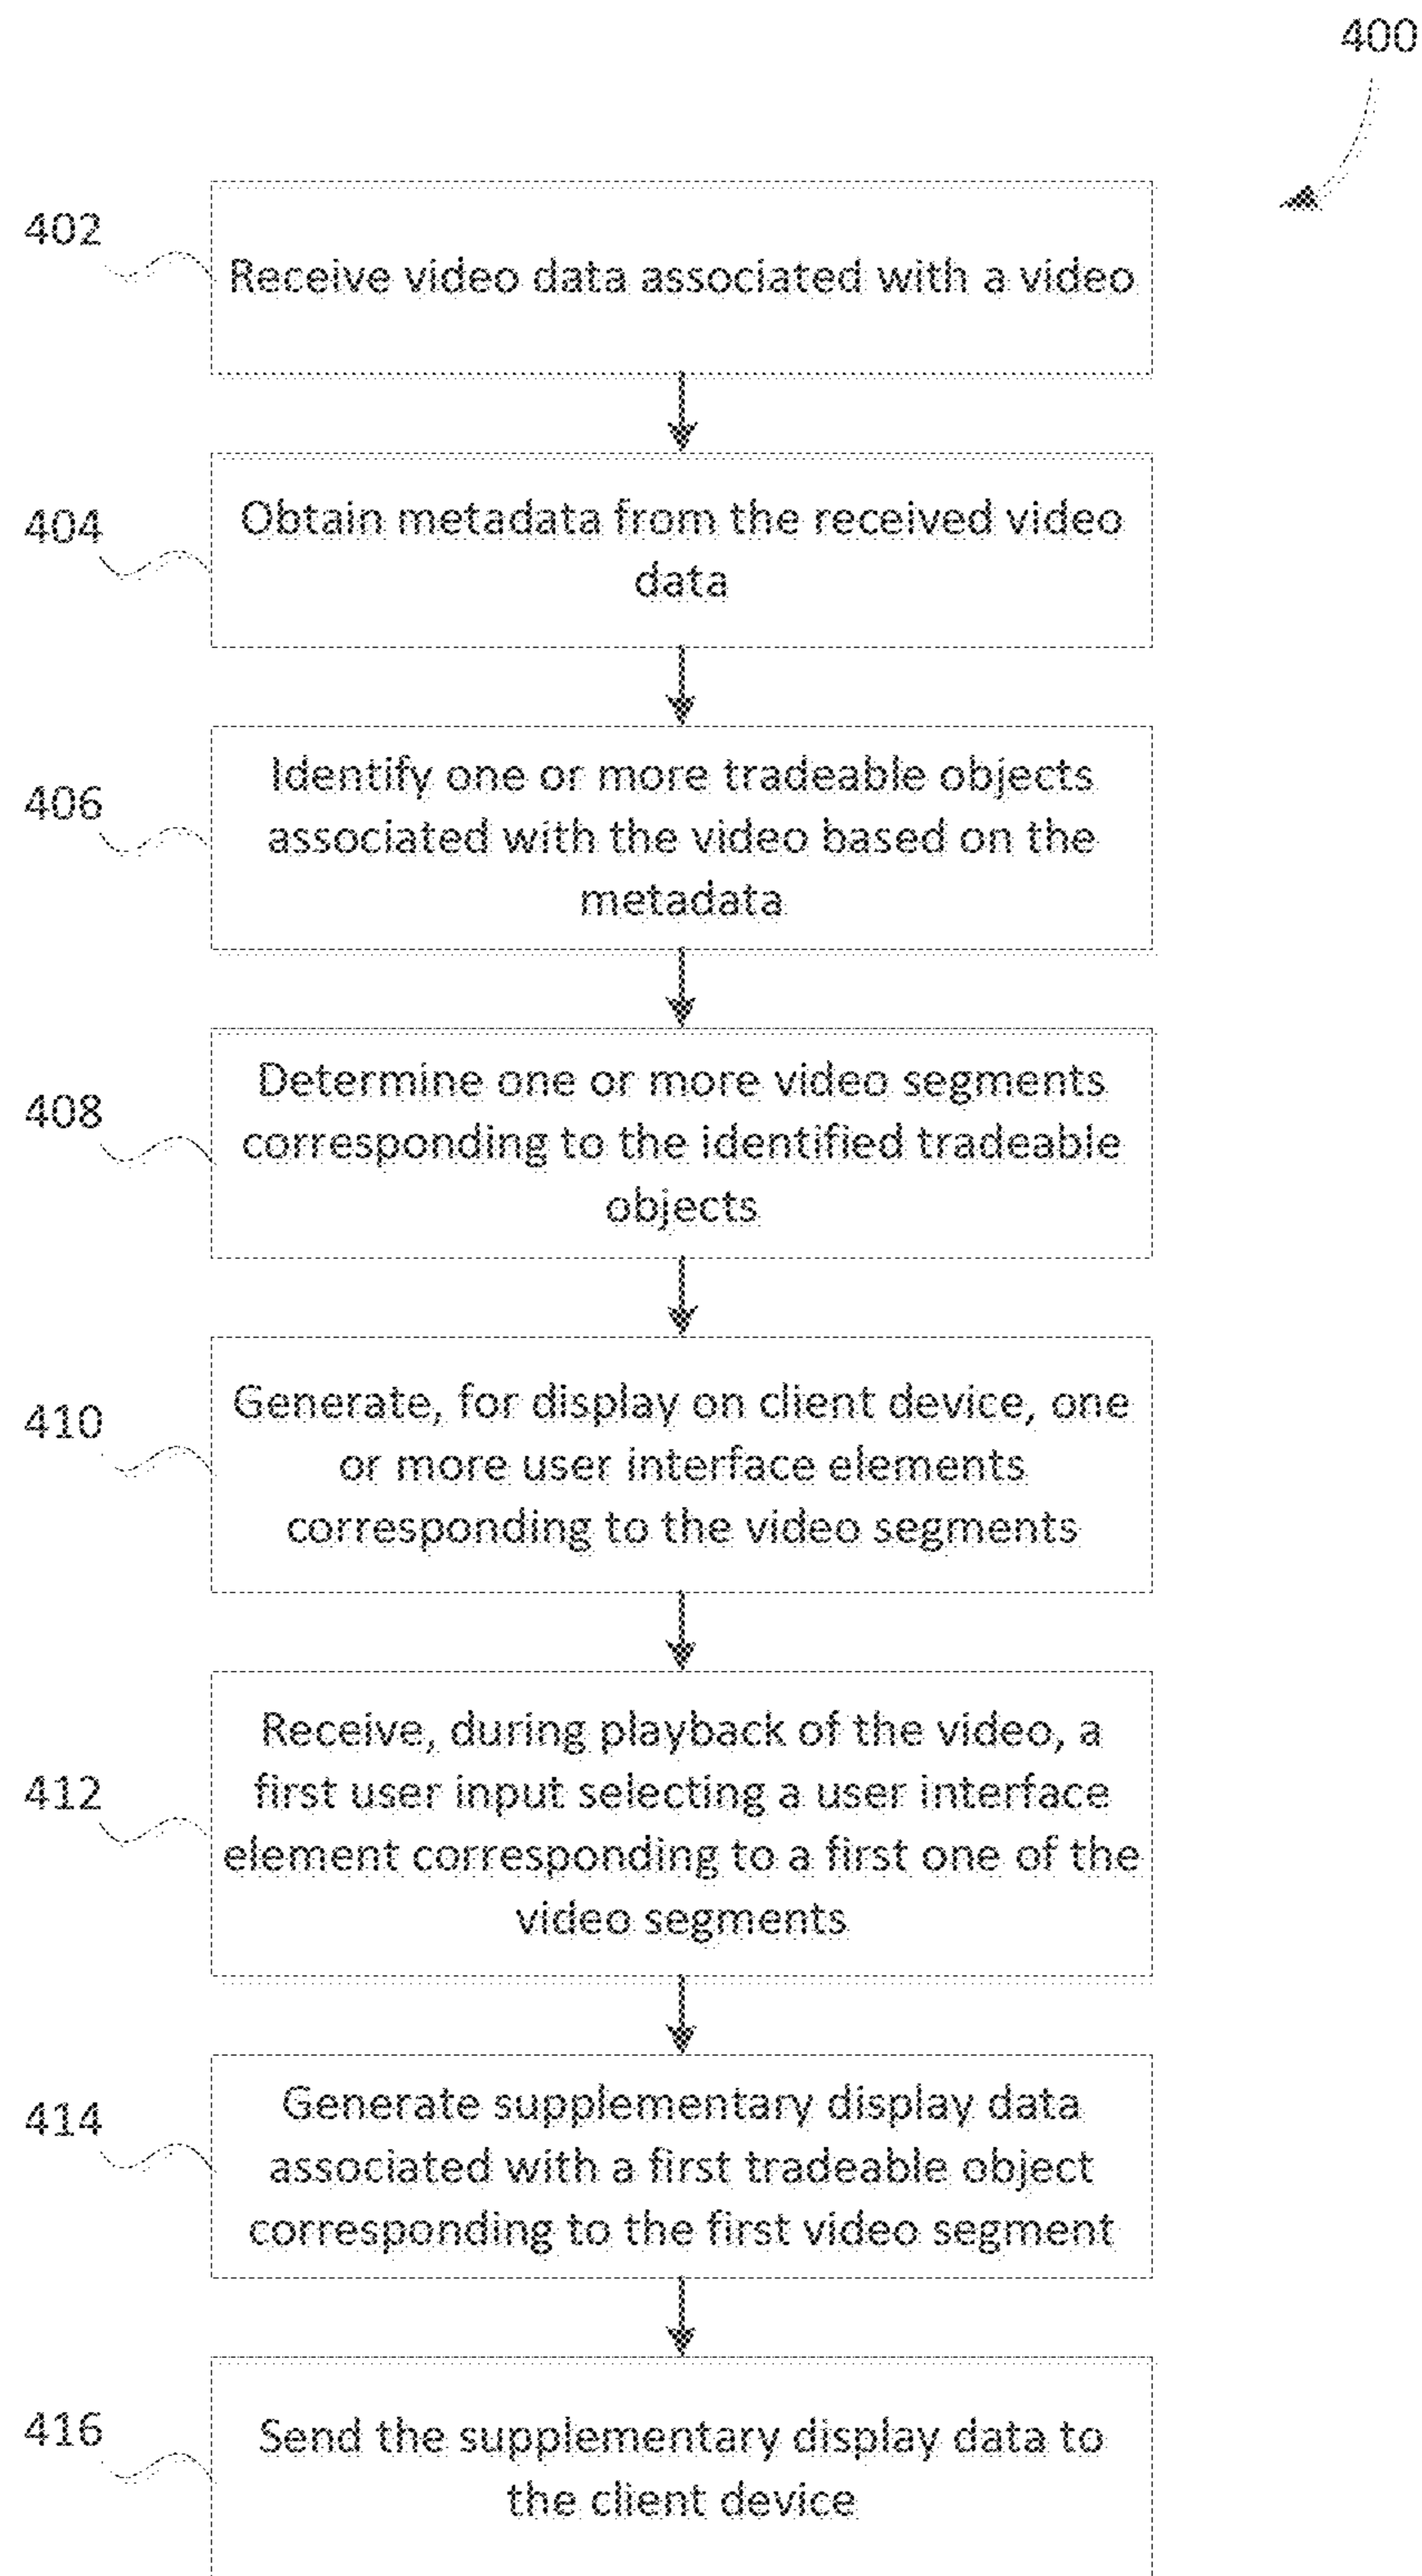 400
402
Receive video data associated with a video
404
Obtain metadata from the received video
data
406
Identify one or more tradeable objects
associated with the video based on the
metadata
408
Determine one or more video segments
corresponding to the identified tradeable
objects
410
Generate, for display on client device, one
or more user interface elements
corresponding to the video segments
412
Receive, during playback of the video, a
first user input selecting a user interface
element corresponding to a first one of the
video segments
414
Generate supplementary display data
associated with a first tradeable object
corresponding to the first video segment
416
Send the supplementary display data to
the client device